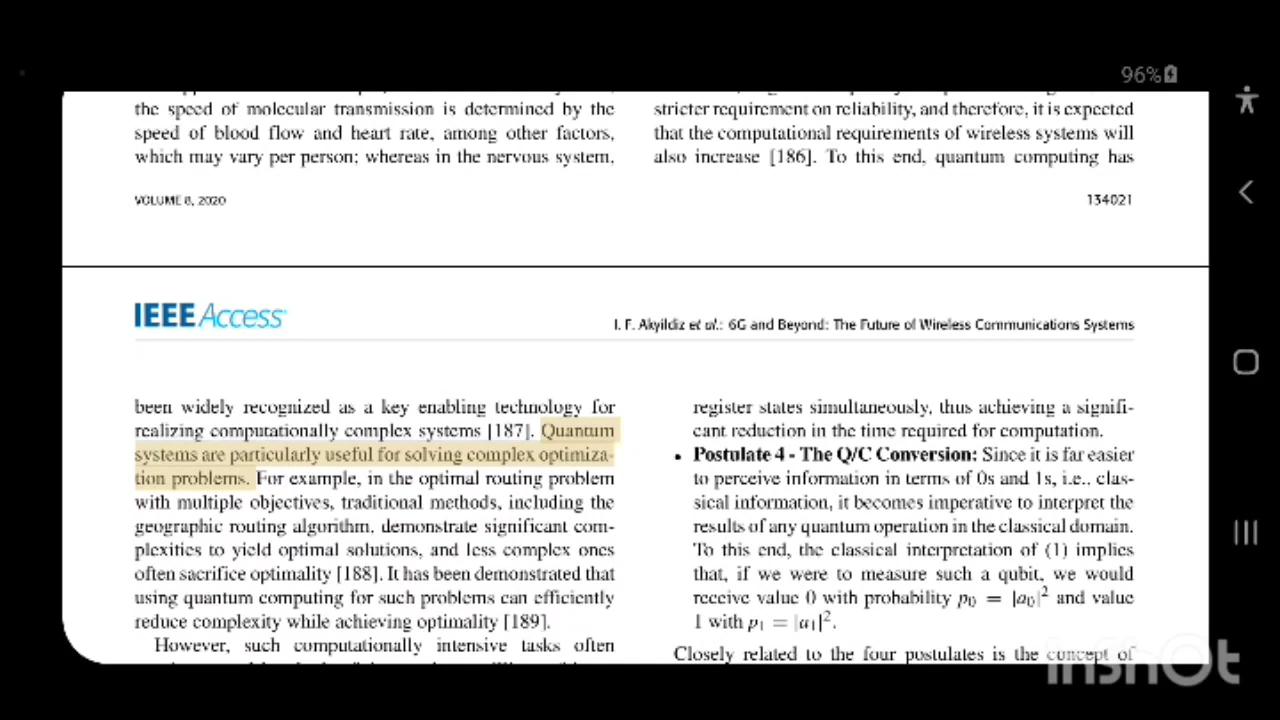 96%
the speed of molecular transmission is determined by the
speed of blood flow and heart rate, among other factors,
which may vary per person; whereas in the nervous system,
stricter requirement on reliability, and therefore, it is expected
that the computational requirements of wireless systems will
also increase [186]. To this end, quantum computing has
VOLUME 8, 2020
134021
IEEE Access
I. F. Akyildiz et al.: 6G and Beyond: The Future of Wireless Communications Systems
been widely recognized as a key enabling technology for
realizing computationally complex systems [187]. Quantum
systems are particularly useful for solving complex optimiza-
tion problems. For example, in the optimal routing problem
with multiple objectives, traditional methods, including the
geographic routing algorithm, demonstrate significant com-
plexities to yield optimal solutions, and less complex ones
often sacrifice optimality [188]. It has been demonstrated that
using quantum computing for such problems can efficiently
reduce complexity while achieving optimality [189].
However, such computationally intensive tasks often
register states simultaneously, thus achieving a signifi-
cant reduction in the time required for computation.
• Postulate 4 - The Q/C Conversion: Since it is far easier
to perceive information in terms of 0s and 1s, i.e., clas-
sical information, it becomes imperative to interpret the
results of any quantum operation in the classical domain.
To this end, the classical interpretation of (1) implies
that, if we were to measure such a qubit, we would
receive value 0 with probability p₀ = |a₀|² and value
1 with p₁ = |a₁|².
Closely related to the four postulates is the concept of
InShOt